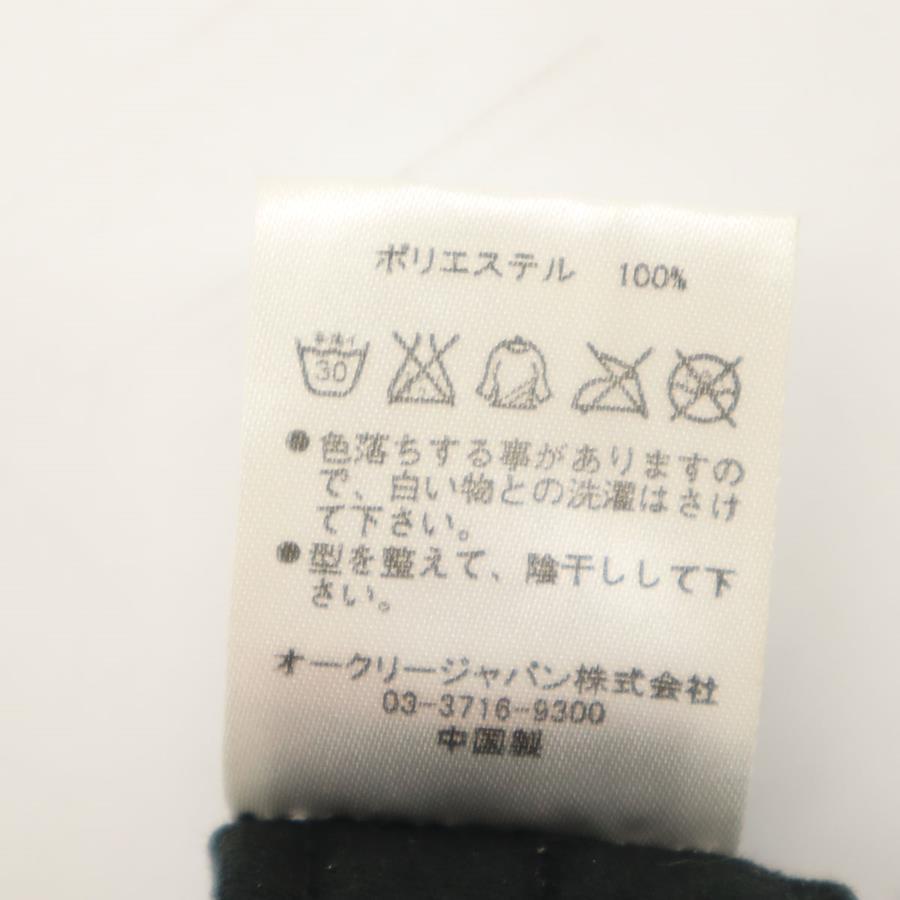 ポリエステル 100%
手洗イ
30
●色落ちする事がありますの
で、白い物との洗濯はさけ
て下さい。
●型を整えて、陰干しして下
さい。
オークリージャパン株式会社
03-3716-9300
中国製